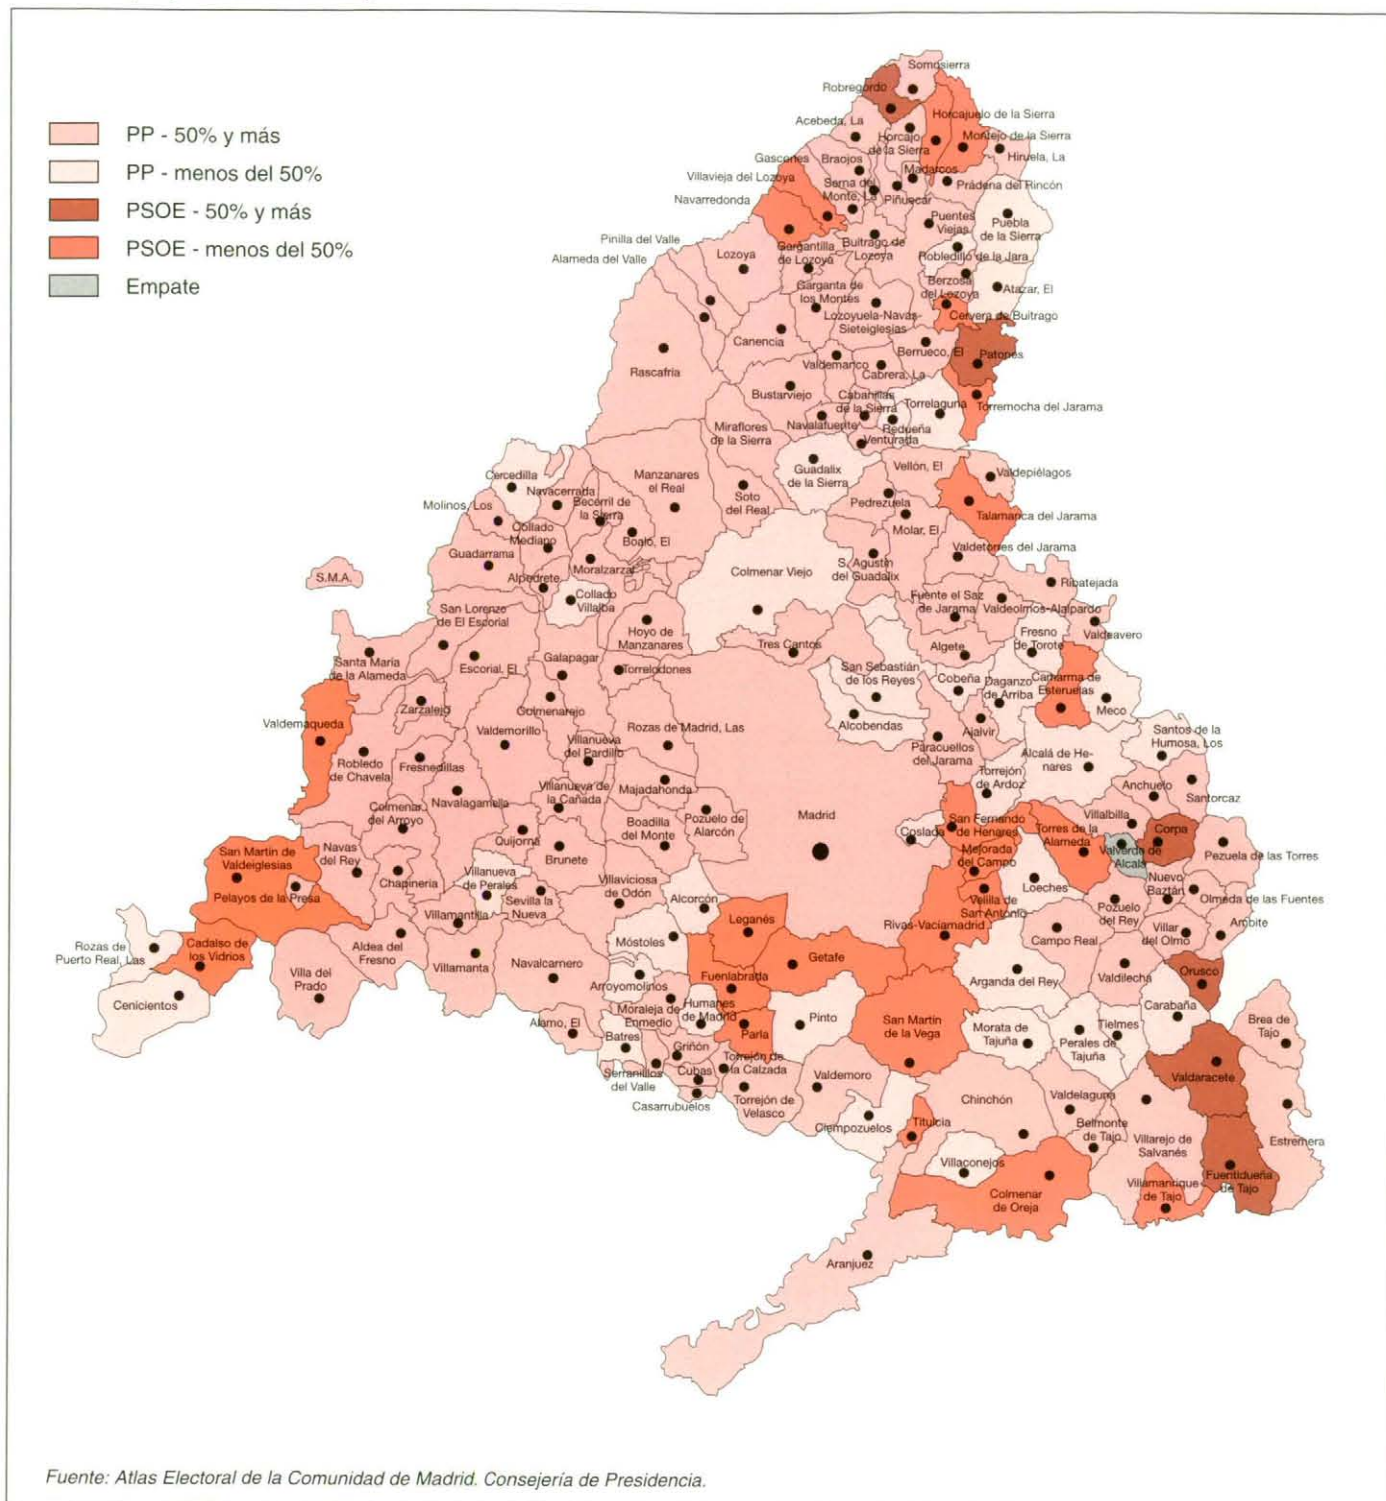 PP - 50% y más
PP - menos del 50%
PSOE - 50% y más
PSOE - menos del 50%
Empate
Somosierra
Robregordo
Horcajuelo de la Sierra
Acebeda, La
Horcajo
de la Sierra
Montejo de la Sierra
Hiruela, La
Gascones
Braojos
Madarcos
Villavieja del Lozoya
Serna del
Monte, La
Piñuecar
Prádena del Rincón
Navarredonda
Puentes
Viejas
Puebla
de la Sierra
Pinilla del Valle
Alameda del Valle
Lozoya
Gargantilla
de Lozoya
Buitrago de
Lozoya
Robledillo de la Jara
Berzosa
del Lozoya
Atazar, El
Garganta de
los Montes
Lozoyuela-Navas-
Sieteiglesias
Cervera de Buitrago
Canencia
Berrueco, El
Patones
Rascafria
Valdemanco
Cabrera, La
Bustarviejo
Cabanillas
de la Sierra
Torrelaguna
Torremocha del Jarama
Miraflores
de la Sierra
Navalafuente
Redueña
Venturada
Cercedilla
Navacerrada
Manzanares
el Real
Guadalix
de la Sierra
Vellón, El
Valdepiélagos
Molinos, Los
Becerril de
la Sierra
Soto
del Real
Pedrezuela
Talamanca del Jarama
Collado
Mediano
Boalo, El
Molar, El
Guadarrama
Moralzarzal
Colmenar Viejo
S. Agustín
del Guadalix
Valdetorres del Jarama
S.M.A.
Alpedrete
Collado
Villalba
Ribatejada
San Lorenzo
de El Escorial
Fuente el Saz
de Jarama
Valdeolmos-Alalpardo
Hoyo de
Manzanares
Tres Cantos
Fresno
de Torote
Valdeavero
Santa María
de la Alameda
Escorial, El
Galapagar
Torrelodones
San Sebastián
de los Reyes
Algete
Cobeña
Daganzo
de Arriba
Camarma de
Esteruelas
Meco
Zarzalejo
Colmenarejo
Alcobendas
Ajalvir
Valdemaqueda
Valdemorillo
Rozas de Madrid, Las
Paracuellos
del Jarama
Santos de la
Humosa, Los
Robledo
de Chavela
Fresnedillas
Villanueva
del Pardillo
Alcalá de He-
nares
Torrejón
de Ardoz
Anchuelo
Santorcaz
Navalagamella
Villanueva de
la Cañada
Majadahonda
Colmenar
del Arroyo
Boadilla
del Monte
Pozuelo de
Alarcón
Madrid
Coslada
San Fernando
de Henares
Torres de la
Alameda
Villalbilla
Corpa
Quijorna
Brunete
Mejorada
del Campo
Valverde de
Alcalá
Pezuela de las Torres
San Martín de
Valdeiglesias
Navas
del Rey
Chapineria
Villanueva
de Perales
Villaviciosa
de Odón
Loeches
Nuevo
Baztán
Pelayos de la Presa
Sevilla la
Nueva
Alcorcón
Velilla de
San Antonio
Pozuelo
del Rey
Olmeda de las Fuentes
Villamantilla
Leganés
Rivas-Vaciamadrid
Villar
del Olmo
Ambite
Rozas de
Puerto Real, Las
Cadalso de
los Vidrios
Aldea del
Fresno
Móstoles
Campo Real
Getafe
Villa del
Prado
Villamanta
Navalcarnero
Fuenlabrada
Arganda del Rey
Valdilecha
Orusco
Cenicientos
Arroyomolinos
Humanes
de Madrid
Carabaña
Moraleja de
Enmedio
Pinto
San Martín
de la Vega
Morata de
Tajuña
Perales de
Tajuña
Tielmes
Brea de
Tajo
Alamo, El
Batres
Parla
Griñón
Torrejón de
la Calzada
Serranillos
del Valle
Cubas
Valdemoro
Valdaracete
Casarrubuelos
Torrejón de
Velasco
Chinchón
Valdelaguna
Ciempozuelos
Titulcia
Belmonte
de Tajo
Villarejo de
Salvanés
Estremera
Villaconejos
Fuentidueña
de Tajo
Colmenar
de Oreja
Villamanrique
de Tajo
Aranjuez
Fuente: Atlas Electoral de la Comunidad de Madrid. Consejería de Presidencia.